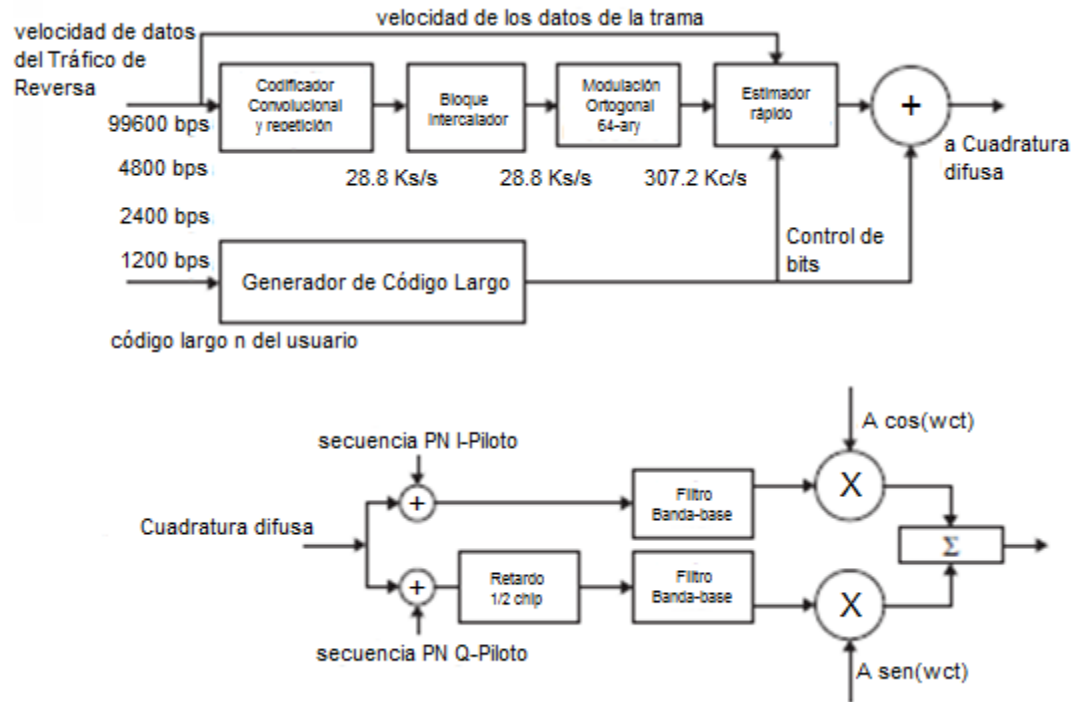 velocidad de los datos de la trama
velocidad de datos
del Tráfico de
Reversa
Codificador
Convolucional
y repetición
Bloque
Intercalador
Modulación
Ortogonal
64-ary
Estimador
rápido
+
99600 bps
4800 bps
2400 bps
1200 bps
28.8 Ks/s
28.8 Ks/s
307.2 Kc/s
a Cuadratura
difusa
Control de
bits
Generador de Código Largo
código largo n del usuario
A cos(wct)
secuencia PN I-Piloto
+
Filtro
Banda-base
X
Cuadratura difusa
Σ
+
Retardo
1/2 chip
Filtro
Banda-base
X
secuencia PN Q-Piloto
A sen(wct)